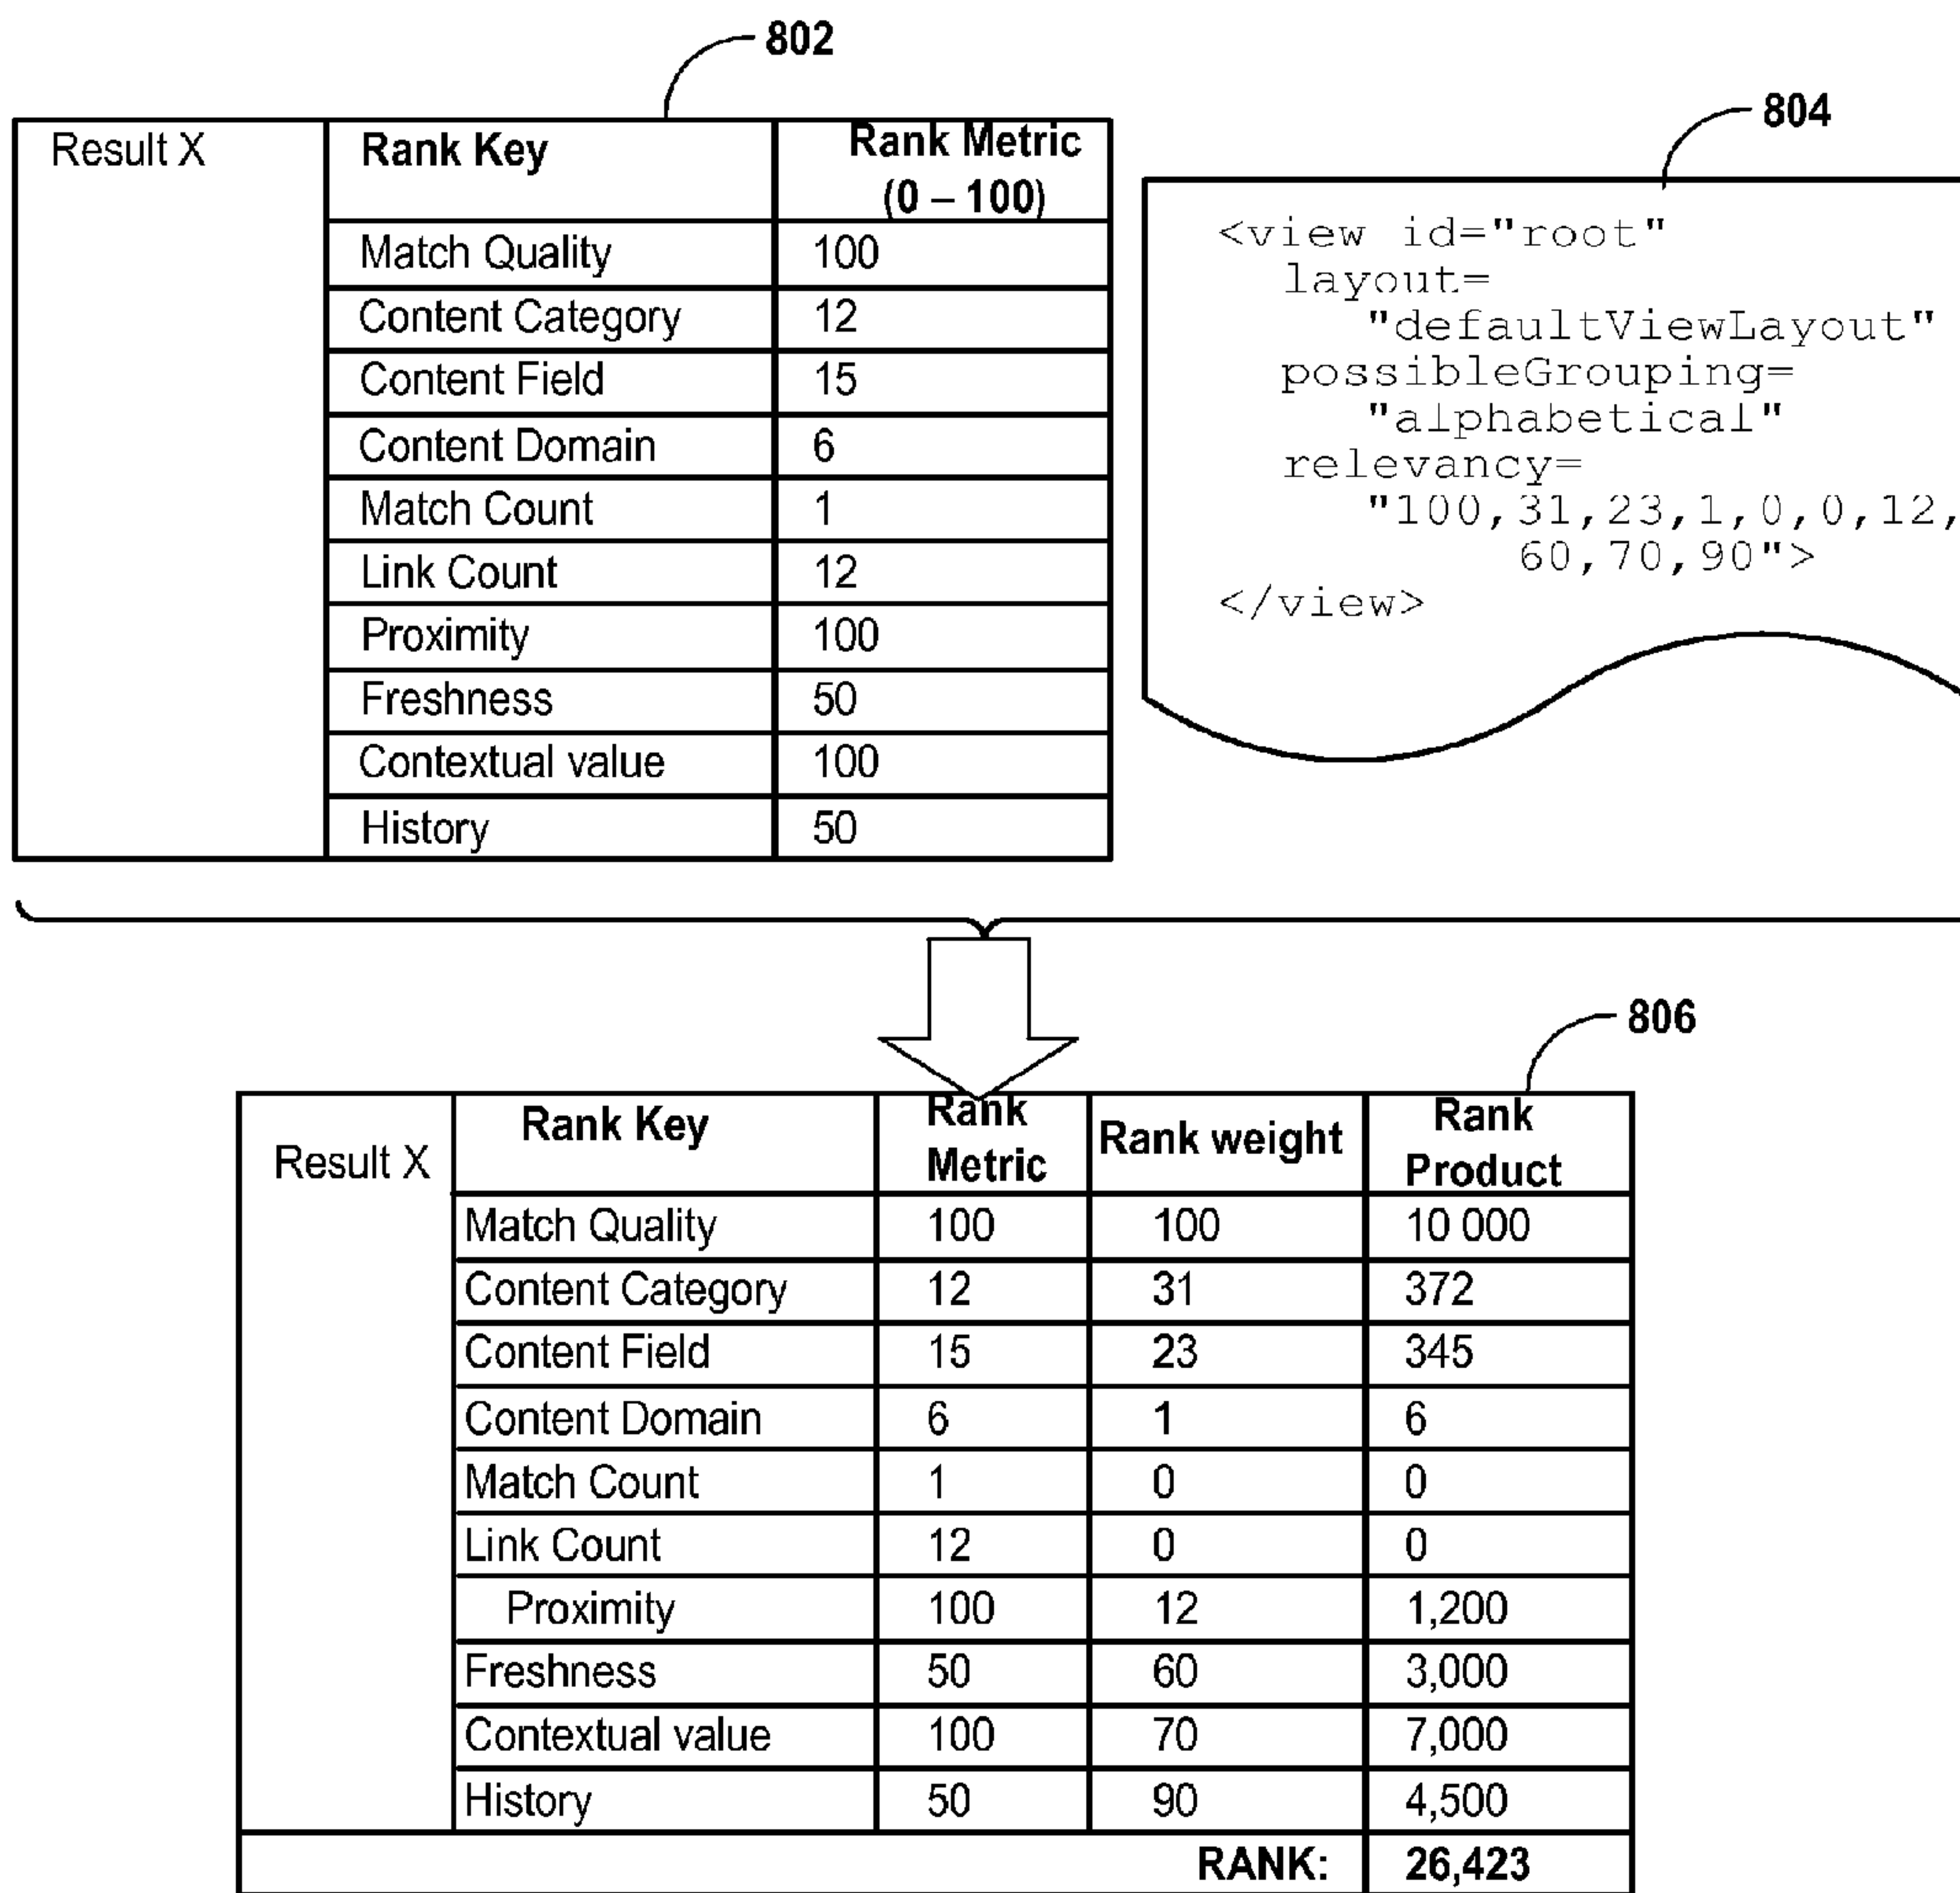 802
804
Result X Rank Key Rank Metric
(0 – 100)
Match Quality 100
Content Category 12
Content Field 15
Content Domain 6
Match Count 1
Link Count 12
Proximity 100
Freshness 50
Contextual value 100
History 50
<view id="root"
layout=
"defaultViewLayout"
possibleGrouping=
"alphabetical"
relevancy=
"100,31,23,1,0,0,12,
60,70,90">
</view>
806
Result X Rank Key Rank Metric Rank weight Rank Product
Match Quality 100 100 10 000
Content Category 12 31 372
Content Field 15 23 345
Content Domain 6 1 6
Match Count 1 0 0
Link Count 12 0 0
Proximity 100 12 1,200
Freshness 50 60 3,000
Contextual value 100 70 7,000
History 50 90 4,500
RANK: 26,423